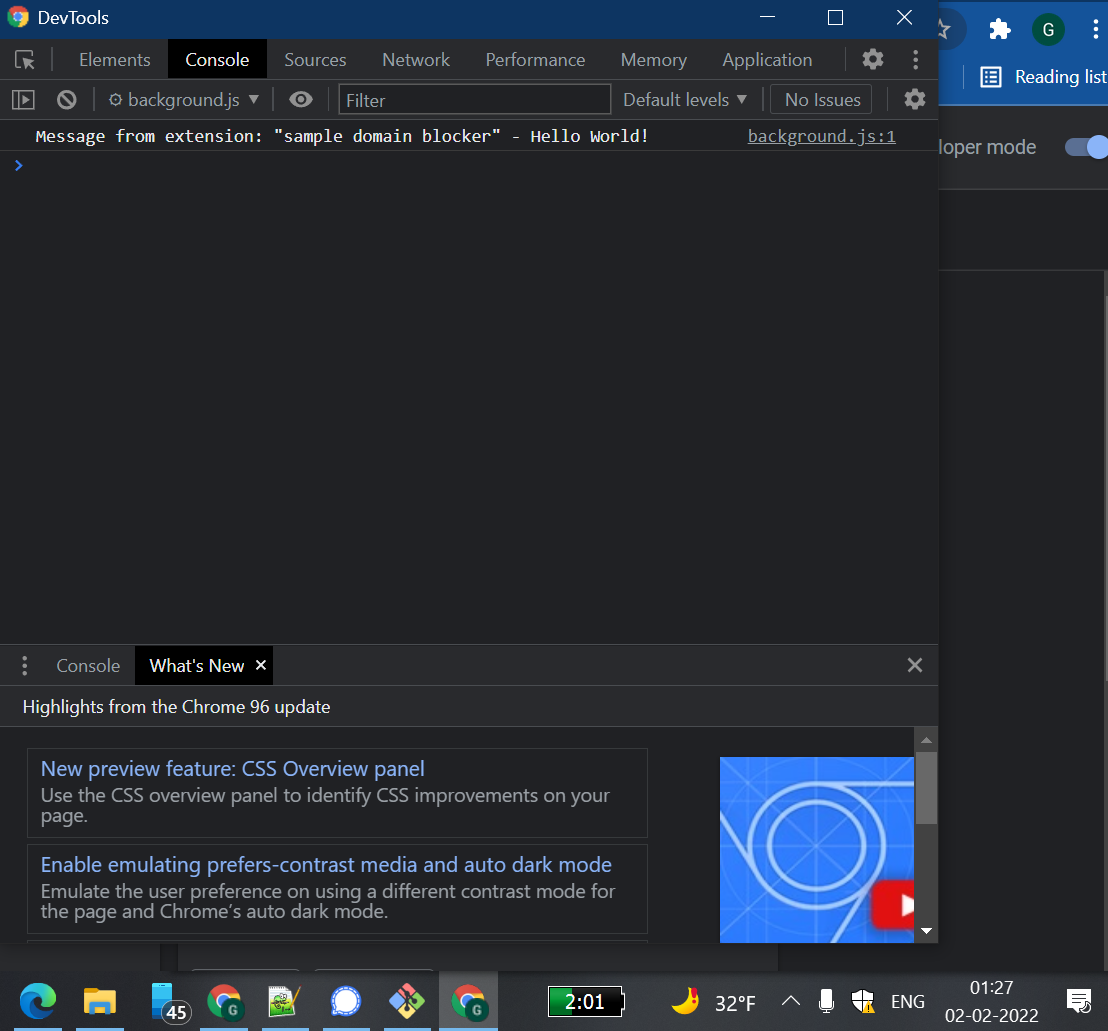 DevTools
G
Elements Console Sources Network Performance Memory Application
Reading list
background.js ▼ Filter Default levels ▼ No Issues
Message from extension: "sample domain blocker" - Hello World! background.js:1
loper mode
Console What's New
Highlights from the Chrome 96 update
New preview feature: CSS Overview panel
Use the CSS overview panel to identify CSS improvements on your
page.
Enable emulating prefers-contrast media and auto dark mode
Emulate the user preference on using a different contrast mode for
the page and Chrome’s auto dark mode.
45 G G 2:01 32°F ENG 01:27
02-02-2022